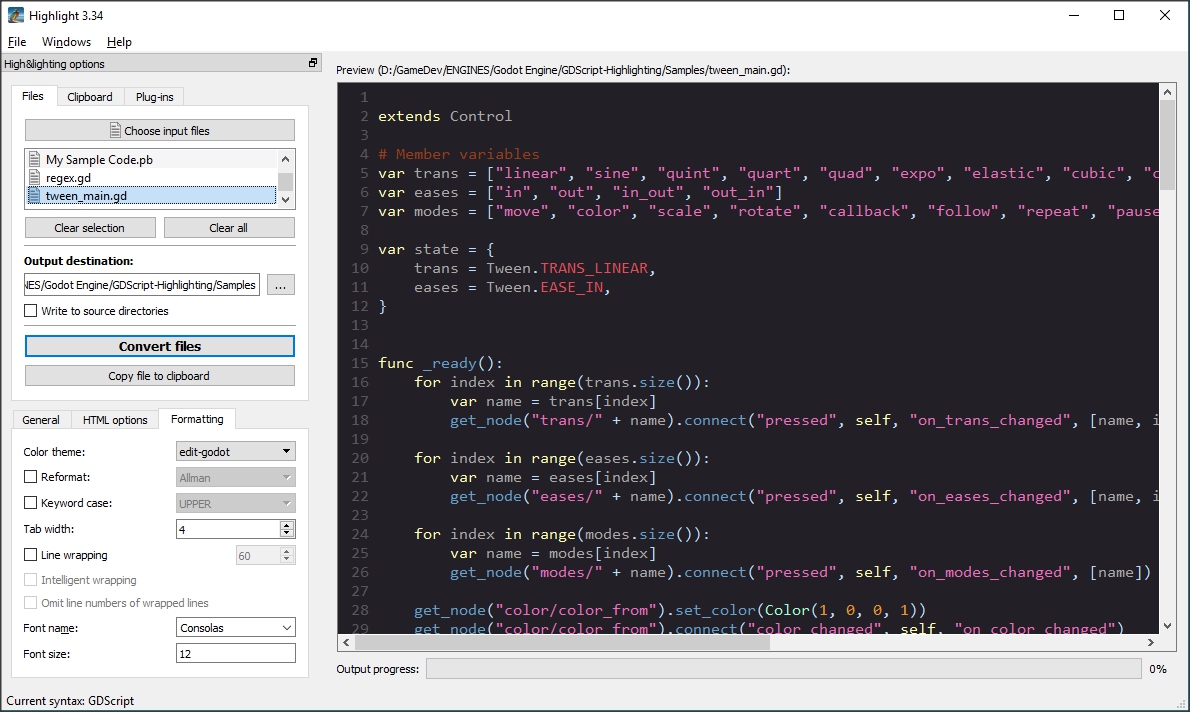 Highlight 3.34
File Windows Help
High&lighting options
Files Clipboard Plug-ins
Choose input files
My Sample Code.pb
regex.gd
tween_main.gd
Clear selection Clear all
Output destination:
NES/Godot Engine/GDScript-Highlighting/Samples ...
Write to source directories
Convert files
Copy file to clipboard
General HTML options Formatting
Color theme: edit-godot
Reformat: Allman
Keyword case: UPPER
Tab width: 4
Line wrapping 60
Intelligent wrapping
Omit line numbers of wrapped lines
Font name: Consolas
Font size: 12
Preview (D:/GameDev/ENGINES/Godot Engine/GDScript-Highlighting/Samples/tween_main.gd):
1
2 extends Control
3
4 # Member variables
5 var trans = ["linear", "sine", "quint", "quart", "quad", "expo", "elastic", "cubic", "c
6 var eases = ["in", "out", "in_out", "out_in"]
7 var modes = ["move", "color", "scale", "rotate", "callback", "follow", "repeat", "pause
8
9 var state = {
10     trans = Tween.TRANS_LINEAR,
11     eases = Tween.EASE_IN,
12 }
13
14
15 func _ready():
16     for index in range(trans.size()):
17         var name = trans[index]
18         get_node("trans/" + name).connect("pressed", self, "on_trans_changed", [name, i
19
20     for index in range(eases.size()):
21         var name = eases[index]
22         get_node("eases/" + name).connect("pressed", self, "on_eases_changed", [name, i
23
24     for index in range(modes.size()):
25         var name = modes[index]
26         get_node("modes/" + name).connect("pressed", self, "on_modes_changed", [name])
27
28     get_node("color/color_from").set_color(Color(1, 0, 0, 1))
29     get_node("color/color_from").connect("color_changed", self, "on_color_changed")
Output progress: 0%
Current syntax: GDScript